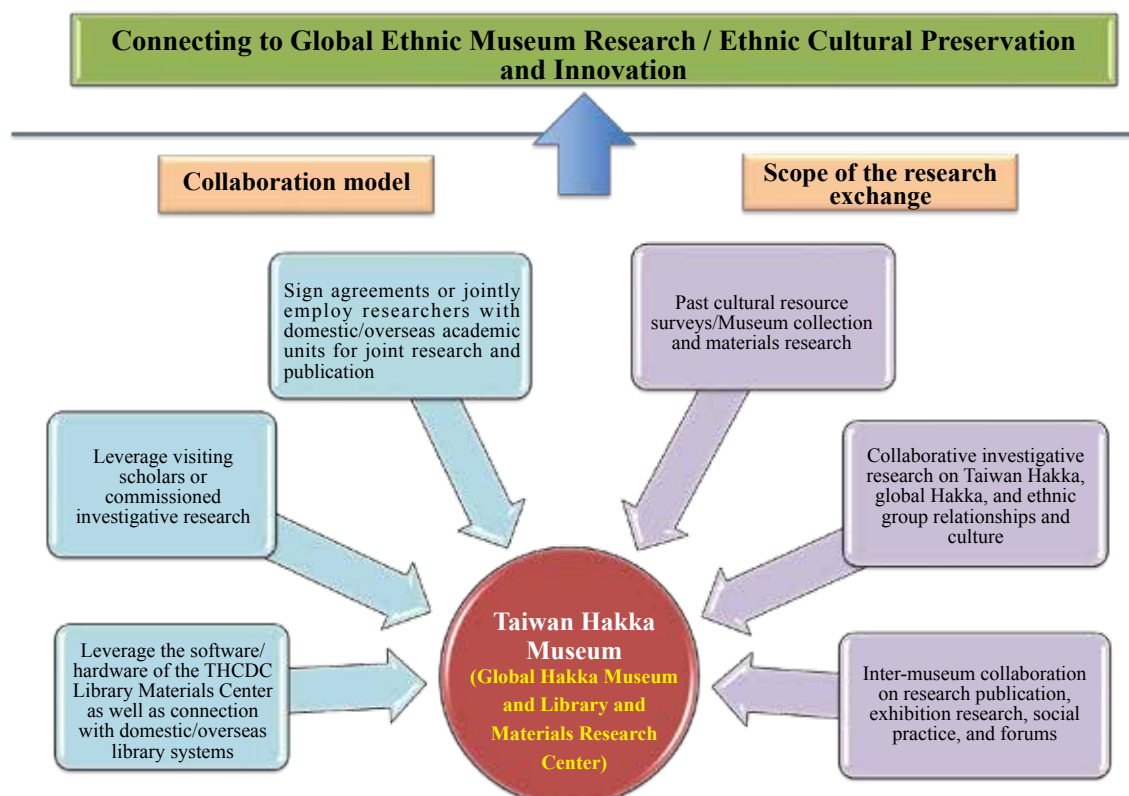 Connecting to Global Ethnic Museum Research / Ethnic Cultural Preservation
and Innovation
Collaboration model
Scope of the research
exchange
Sign agreements or jointly
employ researchers with
domestic/overseas academic
units for joint research and
publication
Past cultural resource
surveys/Museum collection
and materials research
Leverage visiting
scholars or
commissioned
investigative research
Collaborative investigative
research on Taiwan Hakka,
global Hakka, and ethnic
group relationships and
culture
Leverage the software/
hardware of the THCDC
Library Materials Center
as well as connection
with domestic/overseas
library systems
Taiwan Hakka
Museum
(Global Hakka Museum
and Library and
Materials Research
Center)
Inter-museum collaboration
on research publication,
exhibition research, social
practice, and forums